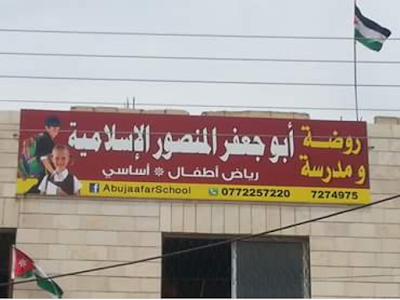 روضة و مدرسة أبو جعفر المنصور الإسلامية
رياض أطفال * أساسي
AbujaafarSchool 0772257220 7274975